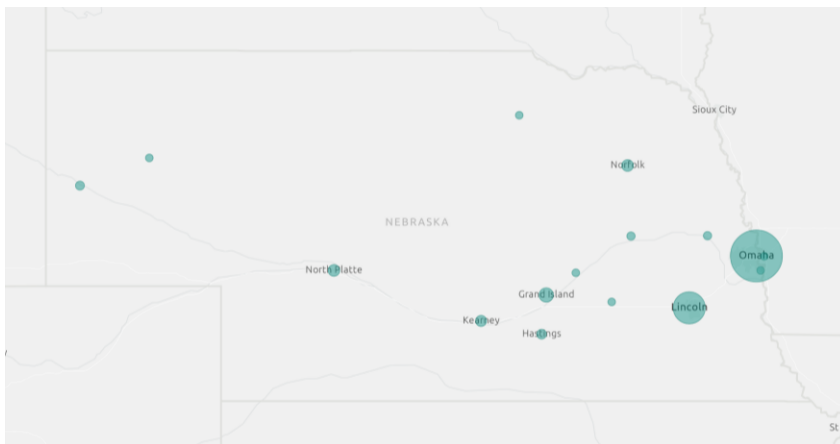 Sioux City
Norfolk
NEBRASKA
Omaha
North Platte
Grand Island
Lincoln
Kearney
Hastings